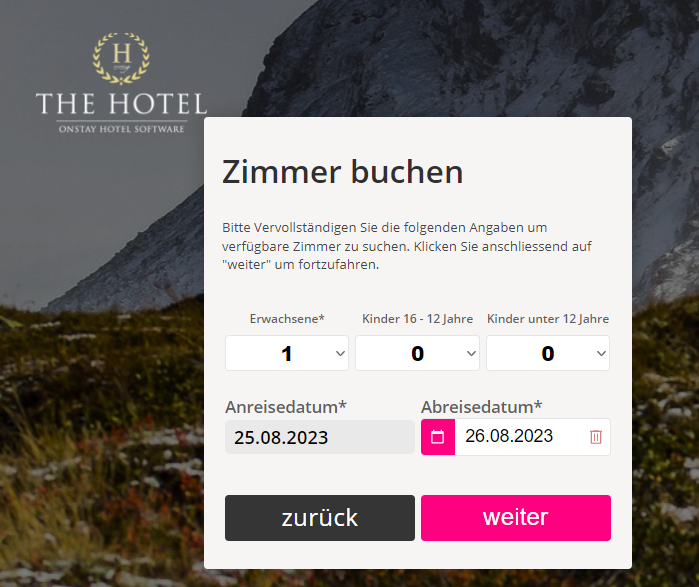 H
THE HOTEL
ONSTAY HOTEL SOFTWARE
Zimmer buchen
Bitte Vervollständigen Sie die folgenden Angaben um
verfügbare Zimmer zu suchen. Klicken Sie anschliessend auf
"weiter" um fortzufahren.
Erwachsene* Kinder 16 - 12 Jahre Kinder unter 12 Jahre
1 0 0
Anreisedatum* Abreisedatum*
25.08.2023 26.08.2023
zurück weiter